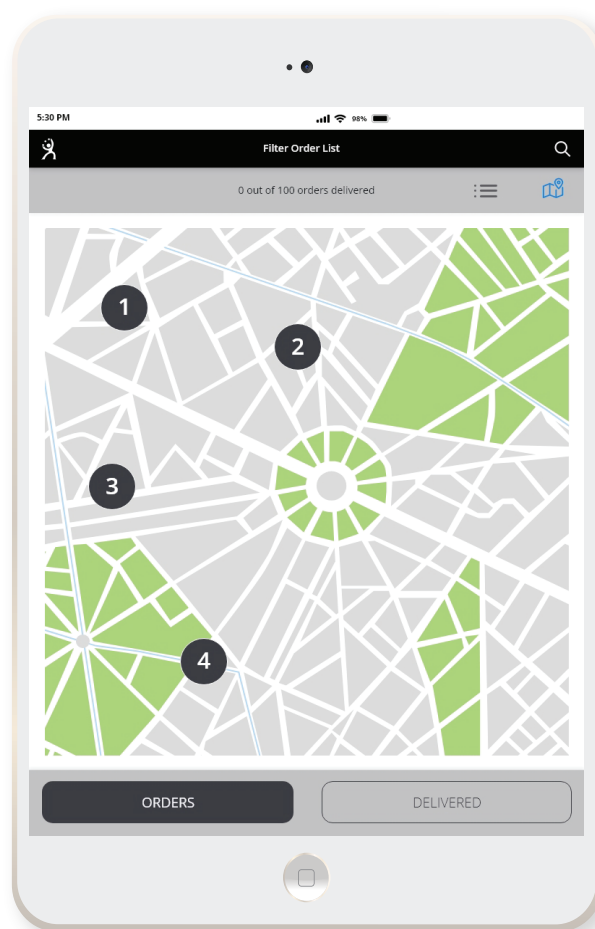 5:30 PM 98%
Filter Order List
0 out of 100 orders delivered
1
2
3
4
ORDERS DELIVERED